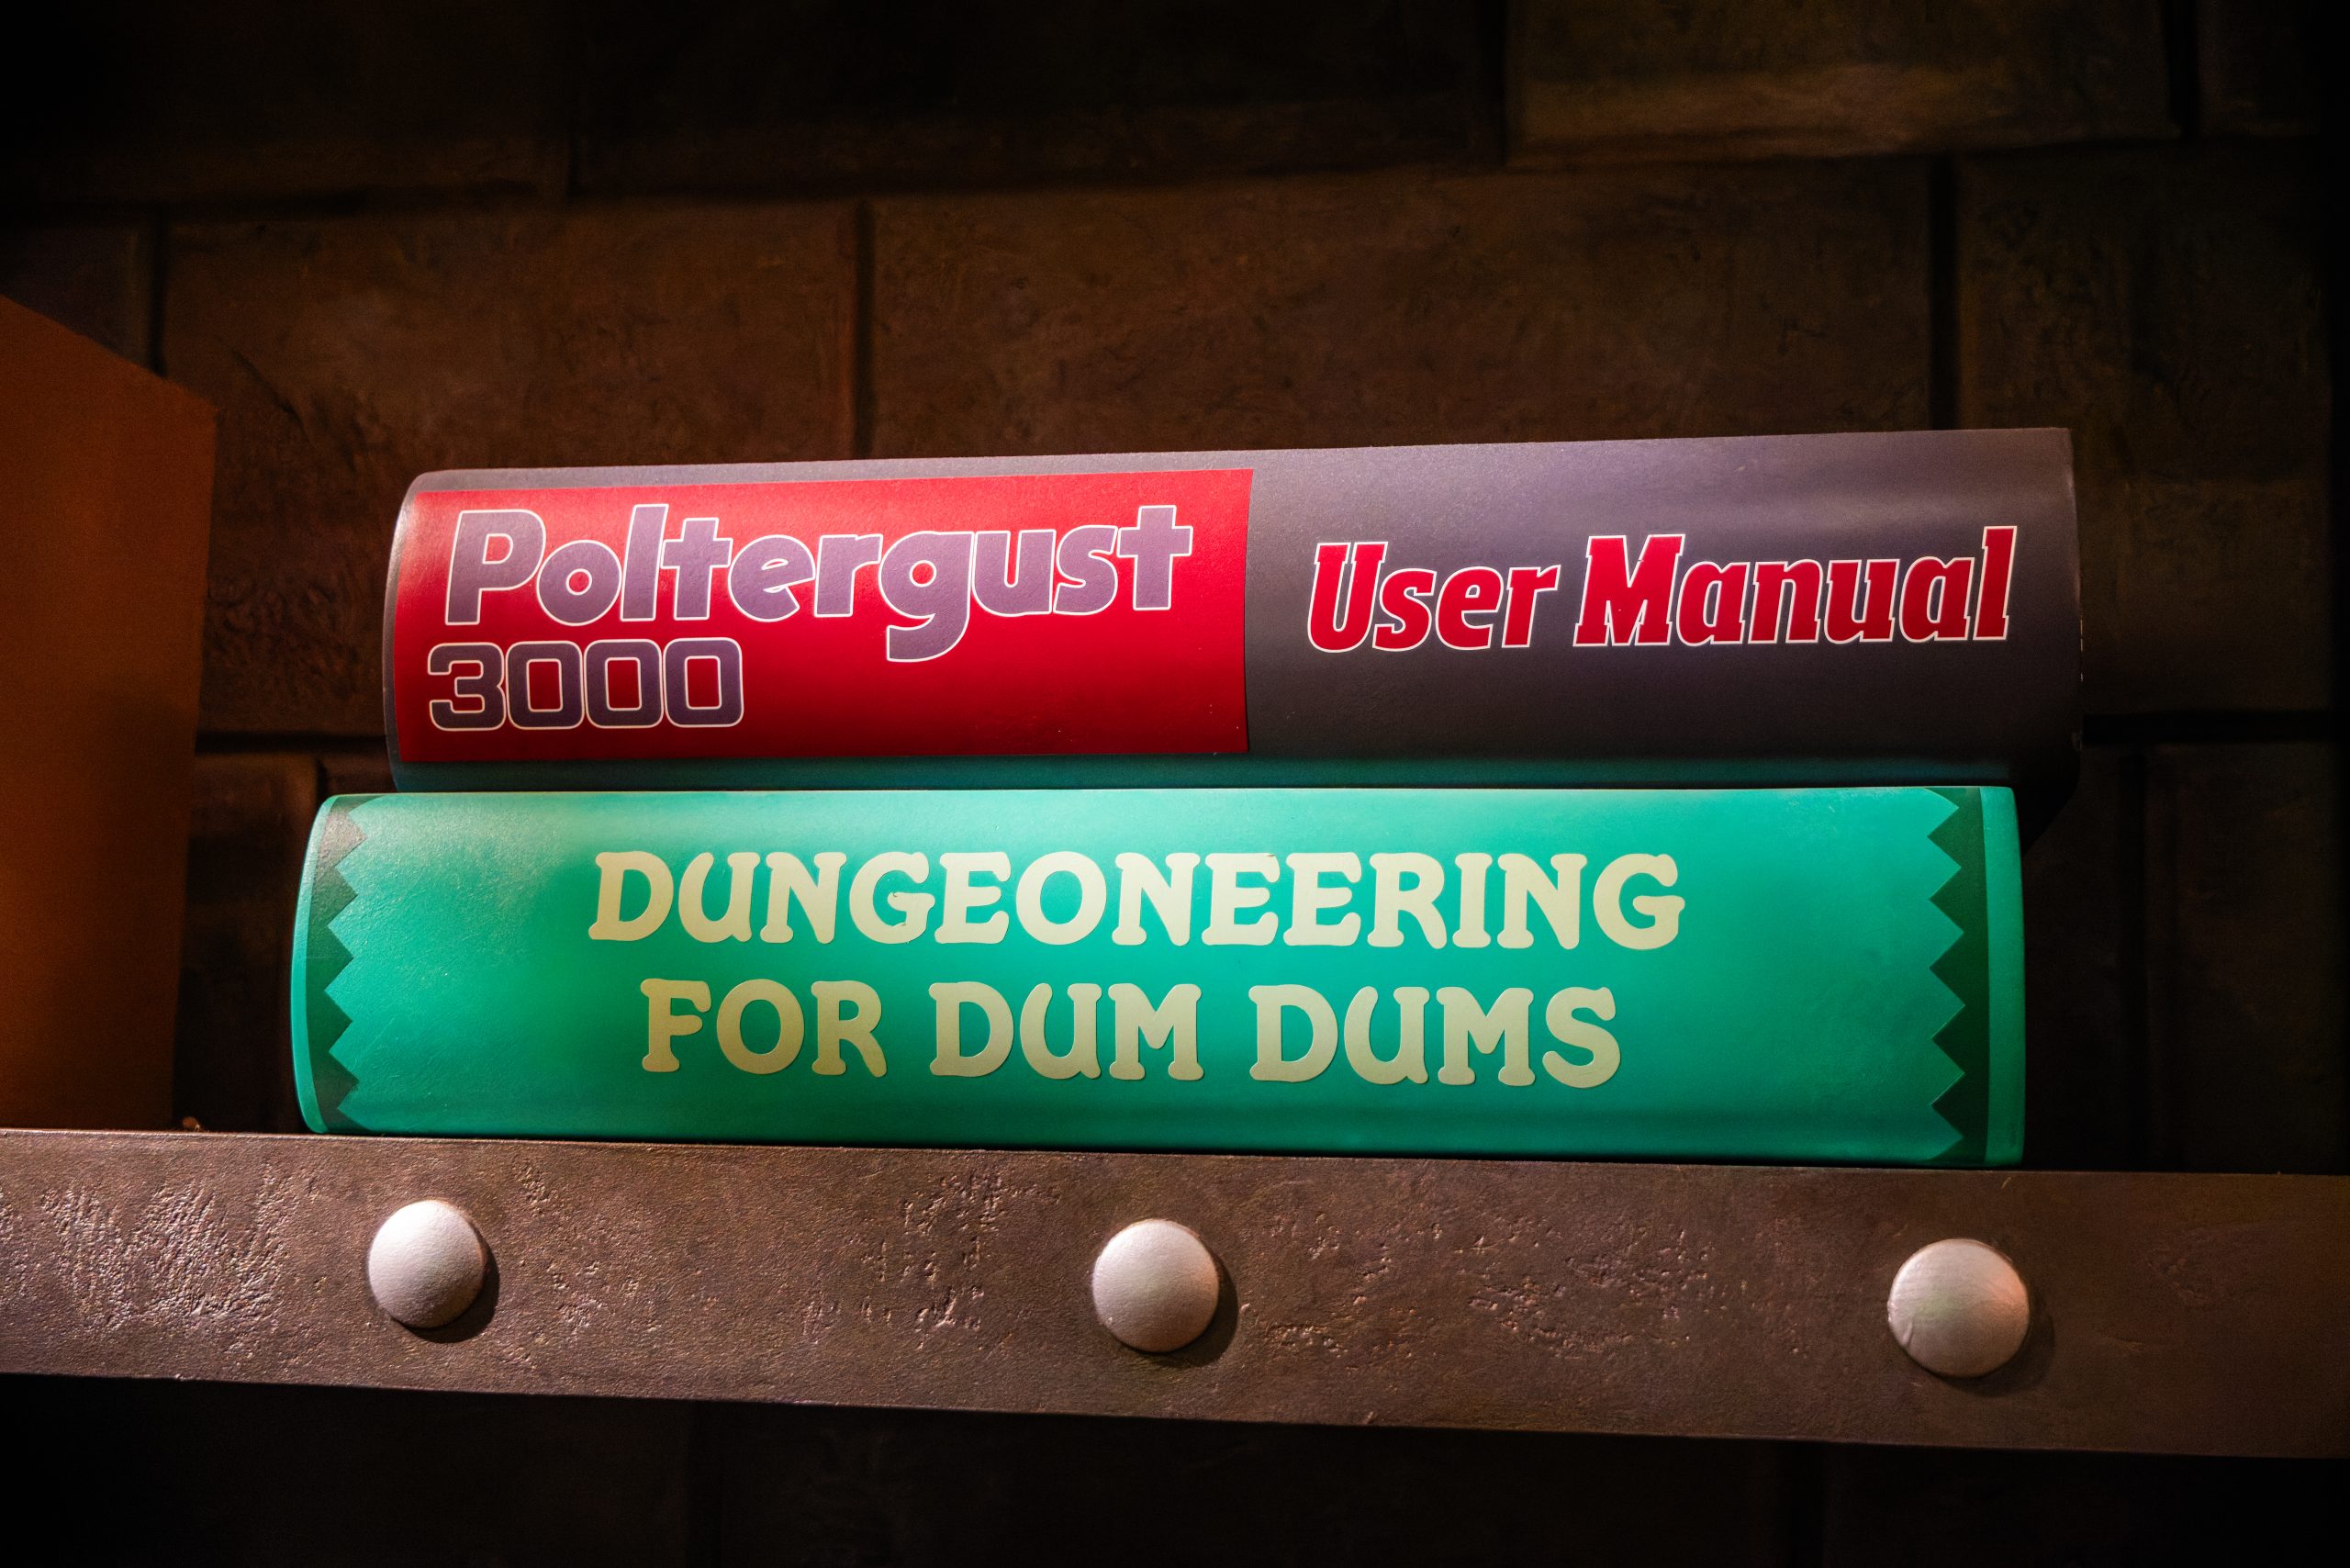 Poltergust
3000
User Manual
DUNGEONEERING
FOR DUM DUMS